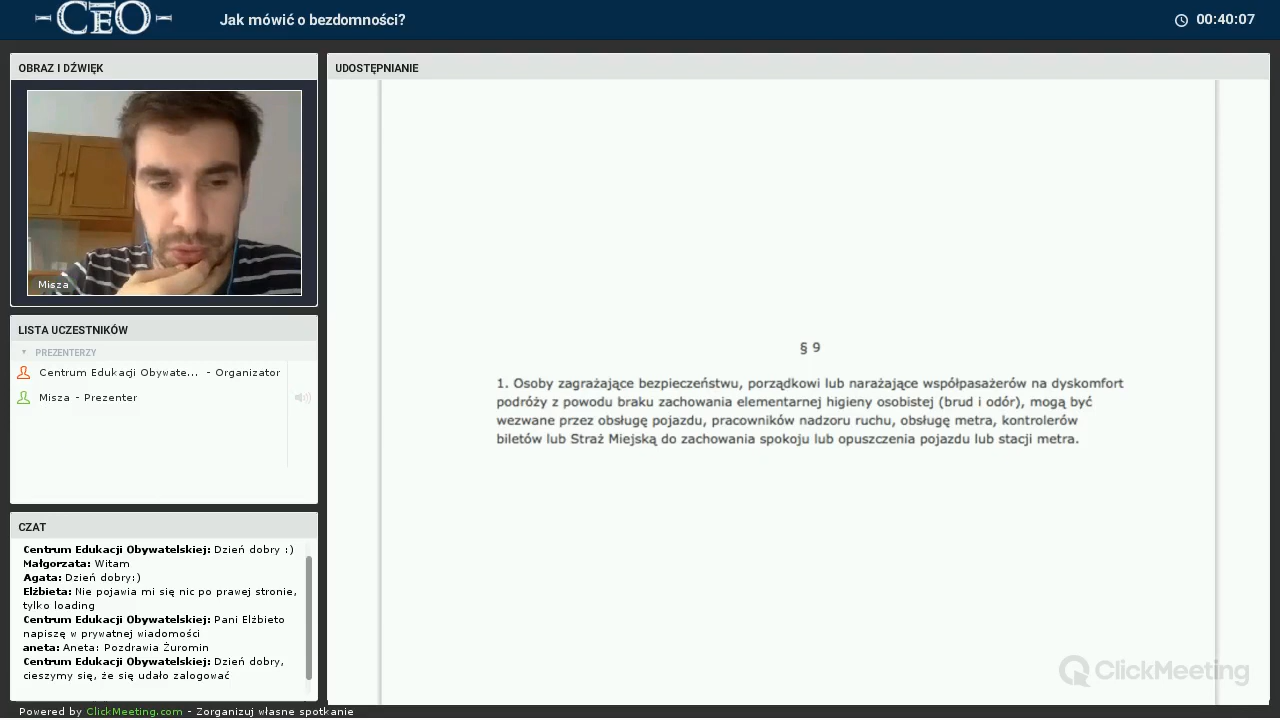 CEO
Jak mówić o bezdomności?
00:40:07
OBRAZ I DŹWIĘK
Misza
LISTA UCZESTNIKÓW
PREZENTERZY
Centrum Edukacji Obywate... - Organizator
Misza - Prezenter
CZAT
Centrum Edukacji Obywatelskiej: Dzień dobry :)
Małgorzata: Witam
Agata: Dzień dobry:)
Elżbieta: Nie pojawia mi się nic po prawej stronie,
tylko loading
Centrum Edukacji Obywatelskiej: Pani Elżbieto
napiszę w prywatnej wiadomości
aneta: Aneta: Pozdrawia Żuromin
Centrum Edukacji Obywatelskiej: Dzień dobry,
cieszymy się, że się udało zalogować
UDOSTĘPNIANIE
§ 9
1. Osoby zagrażające bezpieczeństwu, porządkowi lub narażające współpasażerów na dyskomfort
podróży z powodu braku zachowania elementarnej higieny osobistej (brud i odór), mogą być
wezwane przez obsługę pojazdu, pracowników nadzoru ruchu, obsługę metra, kontrolerów
biletów lub Straż Miejską do zachowania spokoju lub opuszczenia pojazdu lub stacji metra.
ClickMeeting
Powered by ClickMeeting.com - Zorganizuj własne spotkanie